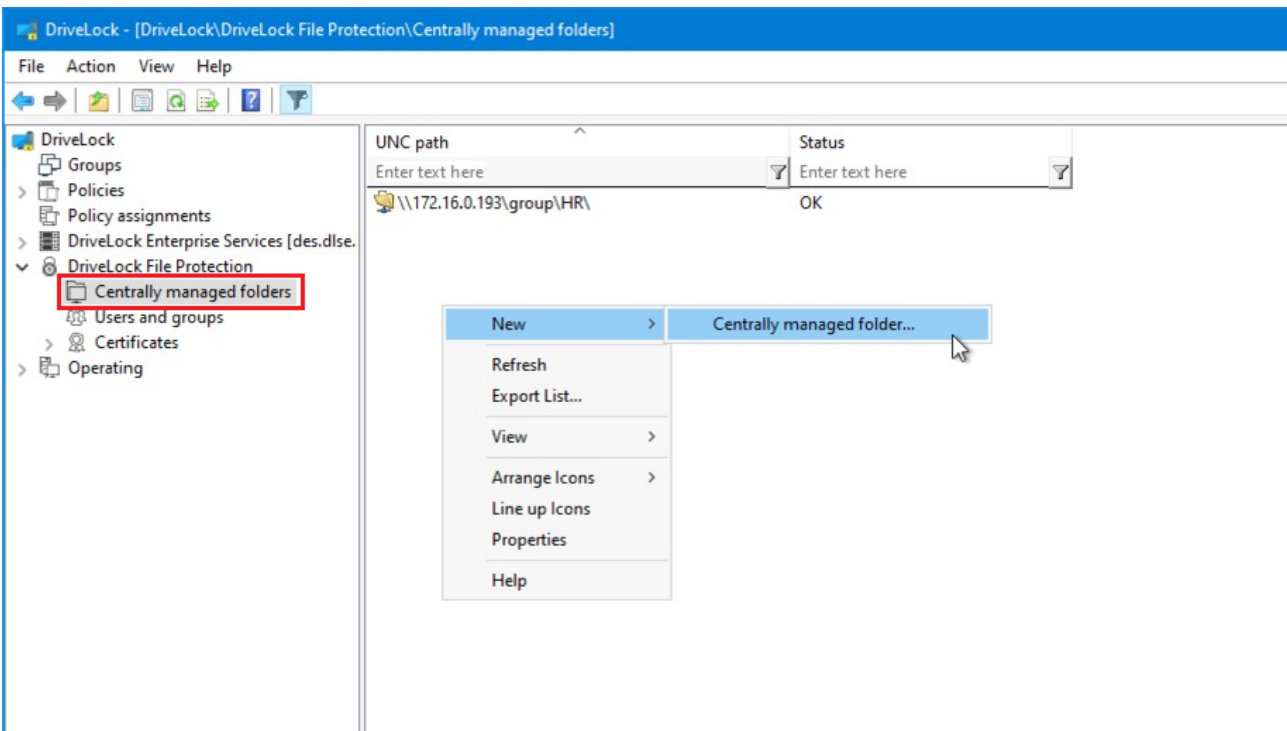 DriveLock - [DriveLock\DriveLock File Protection\Centrally managed folders]
File Action View Help
DriveLock
Groups
Policies
Policy assignments
DriveLock Enterprise Services [des.dlse.
DriveLock File Protection
Centrally managed folders
Users and groups
Certificates
Operating
UNC path Status
Enter text here Enter text here
\\172.16.0.193\group\HR\ OK
New Centrally managed folder...
Refresh
Export List...
View
Arrange Icons
Line up Icons
Properties
Help